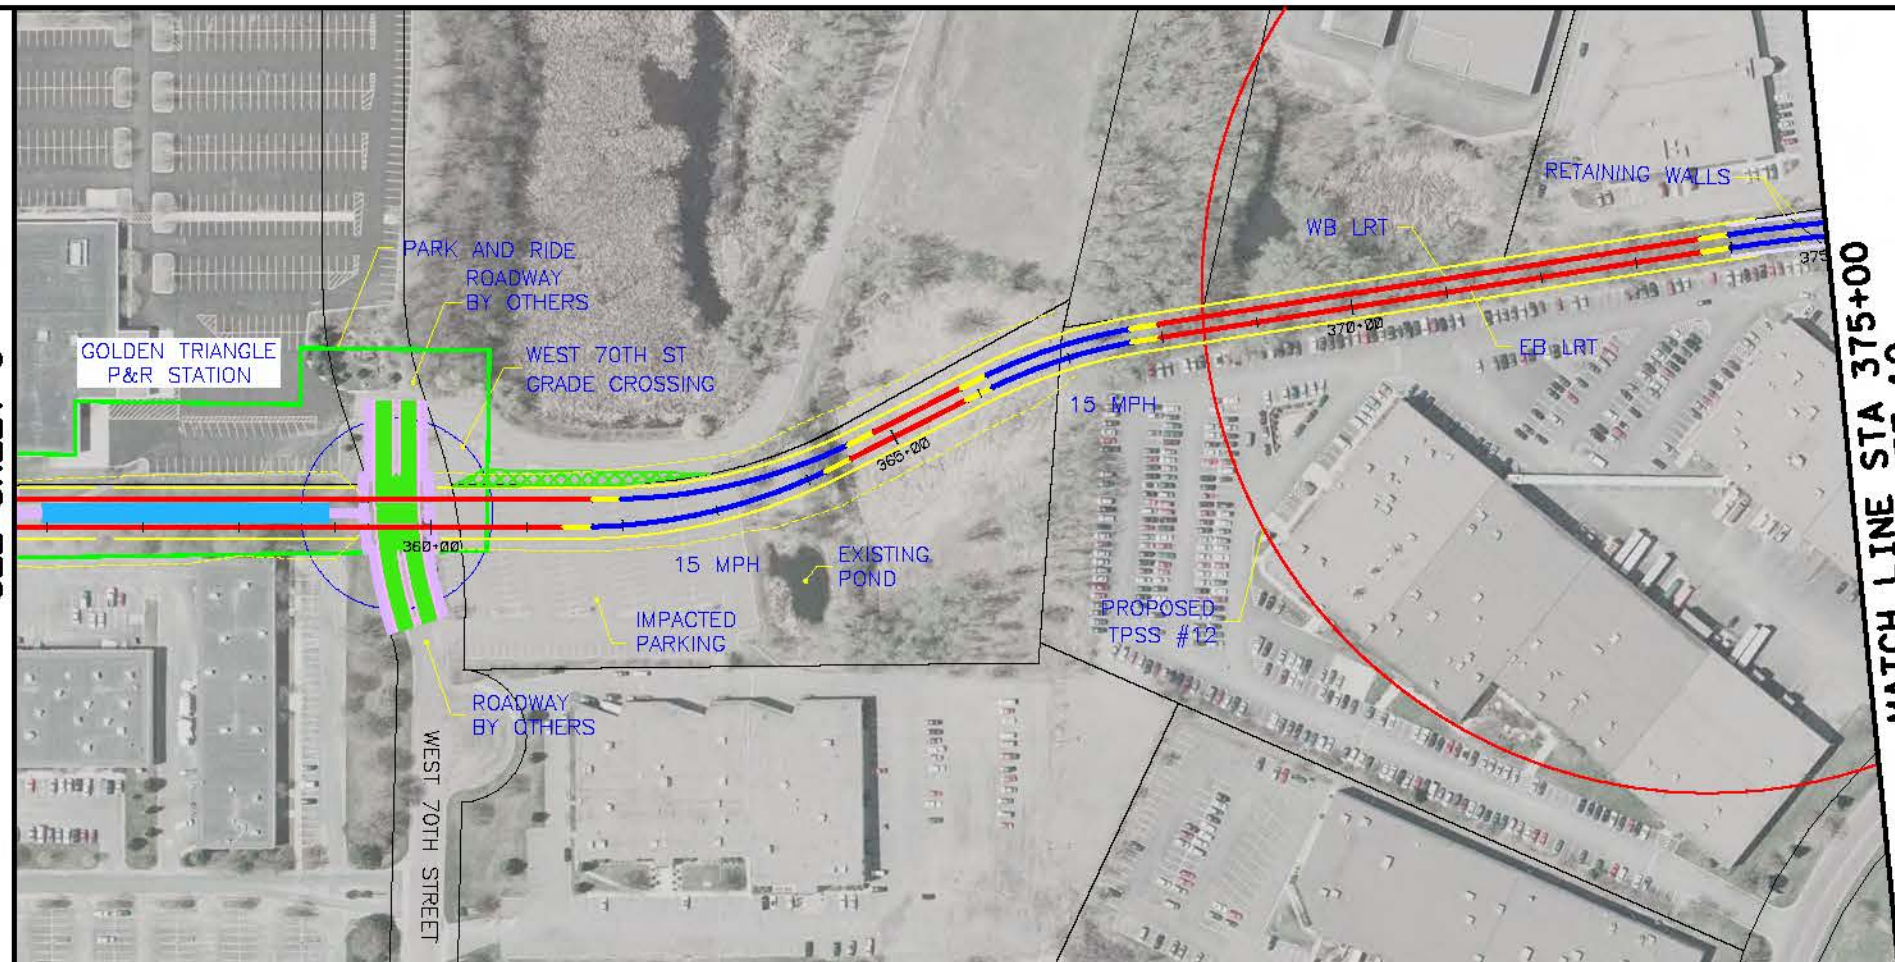 PARK AND RIDE
ROADWAY
BY OTHERS
GOLDEN TRIANGLE
P&R STATION
WEST 70TH ST
GRADE CROSSING
360+00
15 MPH
EXISTING
POND
IMPACTED
PARKING
ROADWAY
BY OTHERS
WEST 70TH STREET
365+00
15 MPH
PROPOSED
TPSS #12
WB LRT
370+00
EB LRT
RETAINING WALLS
375
MATCH LINE STA 375+00